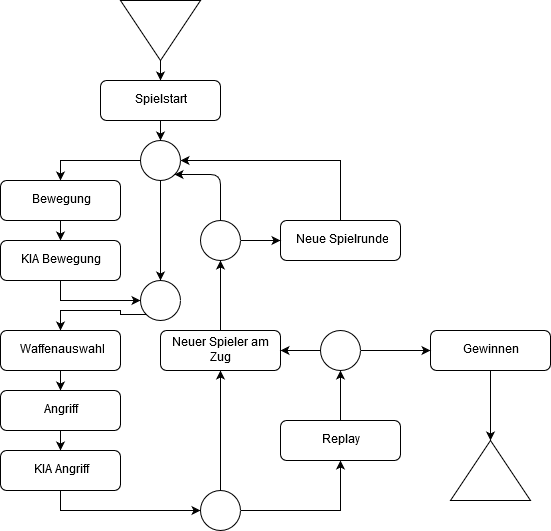 Spielstart
Bewegung
KIA Bewegung
Neue Spielrunde
Waffenauswahl
Neuer Spieler am
Zug
Gewinnen
Angriff
Replay
KIA Angriff